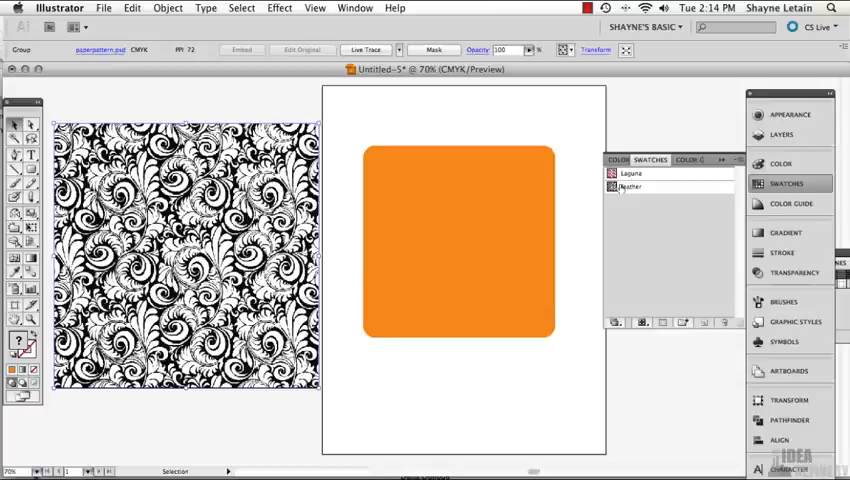 Illustrator File Edit Object Type Select Effect View Window Help Tue 2:14 PM Shayne Letain
Ai SHAYNE'S BASIC CS Live
Group paperpattern.psd CMYK PPI: 72 Embed Edit Original Live Trace Mask Opacity: 100 % Transform
Untitled-5* @ 70% (CMYK/Preview)
APPEARANCE
LAYERS
COLOR SWATCHES COLOR G
COLOR
Laguna
SWATCHES
COLOR GUIDE
GRADIENT
STROKE
TRANSPARENCY
BRUSHES
GRAPHIC STYLES
SYMBOLS
?
ARTBOARDS
TRANSFORM
PATHFINDER
ALIGN
IDEA
CHARACTER
70% 1 Selection